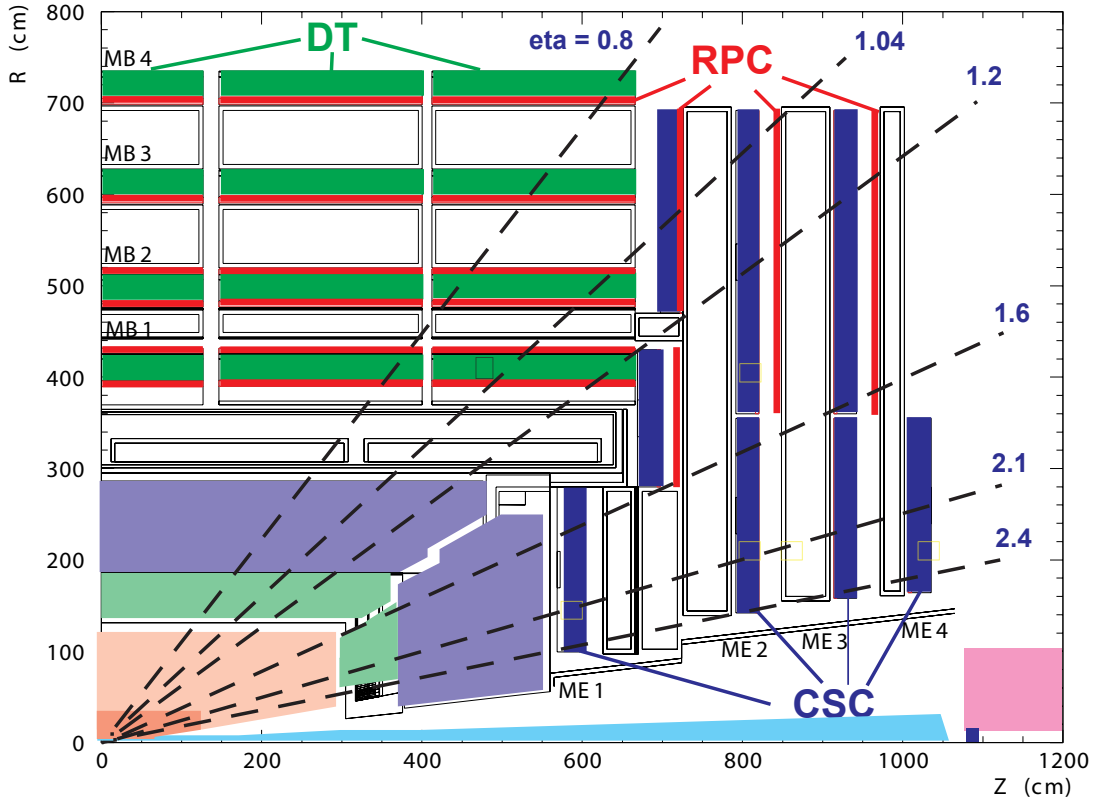 R (cm)
800
700
600
500
400
300
200
100
0
MB 4
MB 3
MB 2
MB 1
DT
eta = 0.8
1.04
RPC
1.2
1.6
2.1
2.4
ME 1
ME 2
ME 3
ME 4
CSC
0
200
400
600
800
1000
1200
Z (cm)